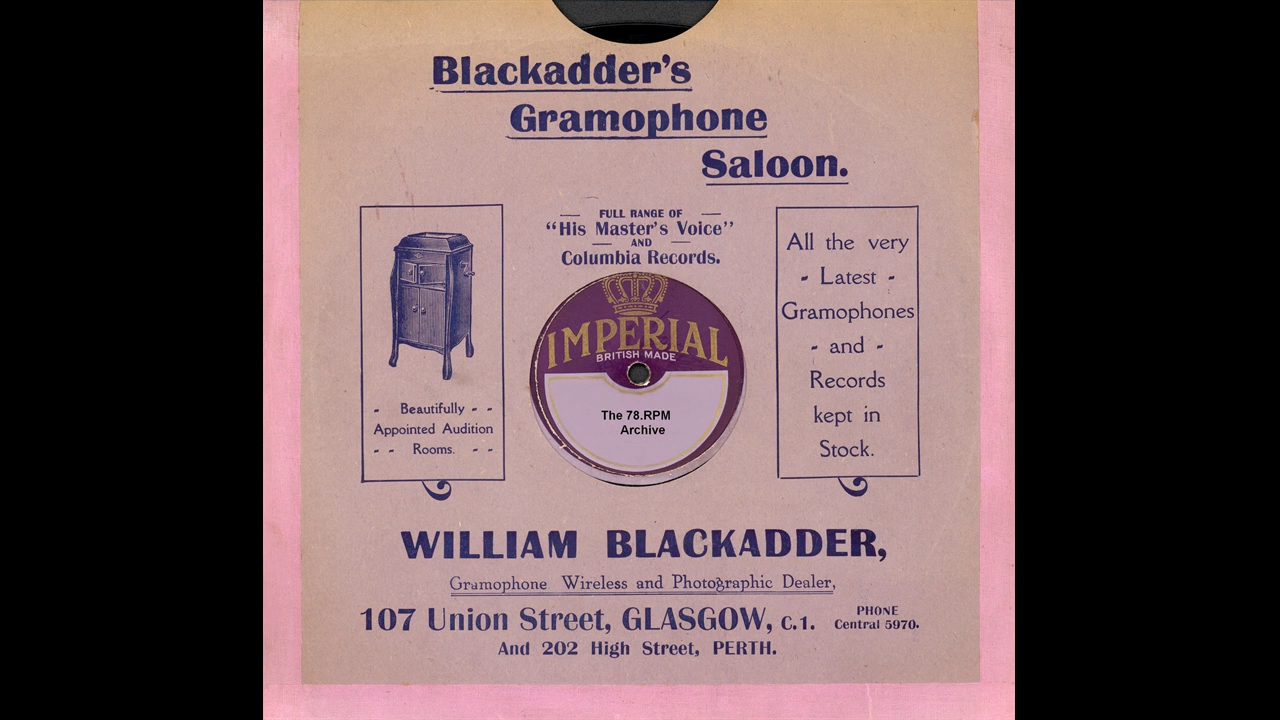 Blackadder's
Gramophone
Saloon.
FULL RANGE OF
"His Master's Voice"
AND
Columbia Records.
- Beautifully - -
Appointed Audition
- - Rooms. - -
IMPERIAL
BRITISH MADE
The 78.RPM
Archive
All the very
- Latest -
Gramophones
- and -
Records
kept in
Stock.
WILLIAM BLACKADDER,
Gramophone Wireless and Photographic Dealer,
107 Union Street, GLASGOW, C.1.
PHONE
Central 5970.
And 202 High Street, PERTH.